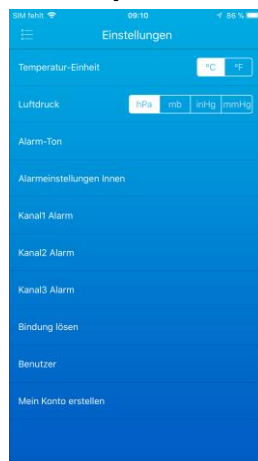 SIM fehlt 09:10 86 %
Einstellungen
Temperatur-Einheit °C °F
Luftdruck hPa mb inHg mmHg
Alarm-Ton
Alarmeinstellungen Innen
Kanal1 Alarm
Kanal2 Alarm
Kanal3 Alarm
Bindung lösen
Benutzer
Mein Konto erstellen